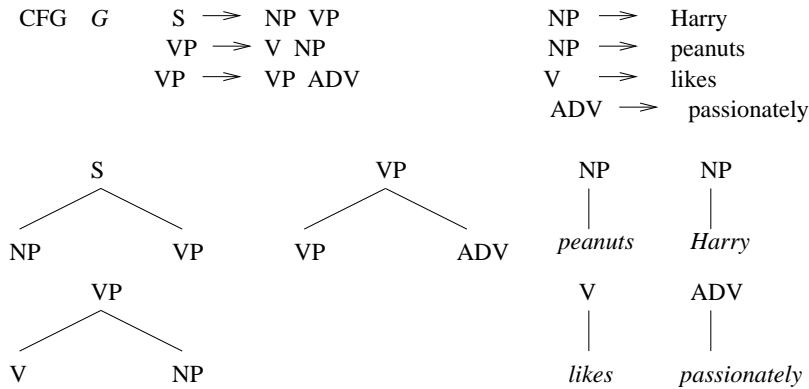 CFG G S → NP VP NP → Harry
VP → V NP NP → peanuts
VP → VP ADV V → likes
ADV → passionately
S VP NP NP
NP VP VP ADV peanuts Harry
VP V ADV
V NP likes passionately